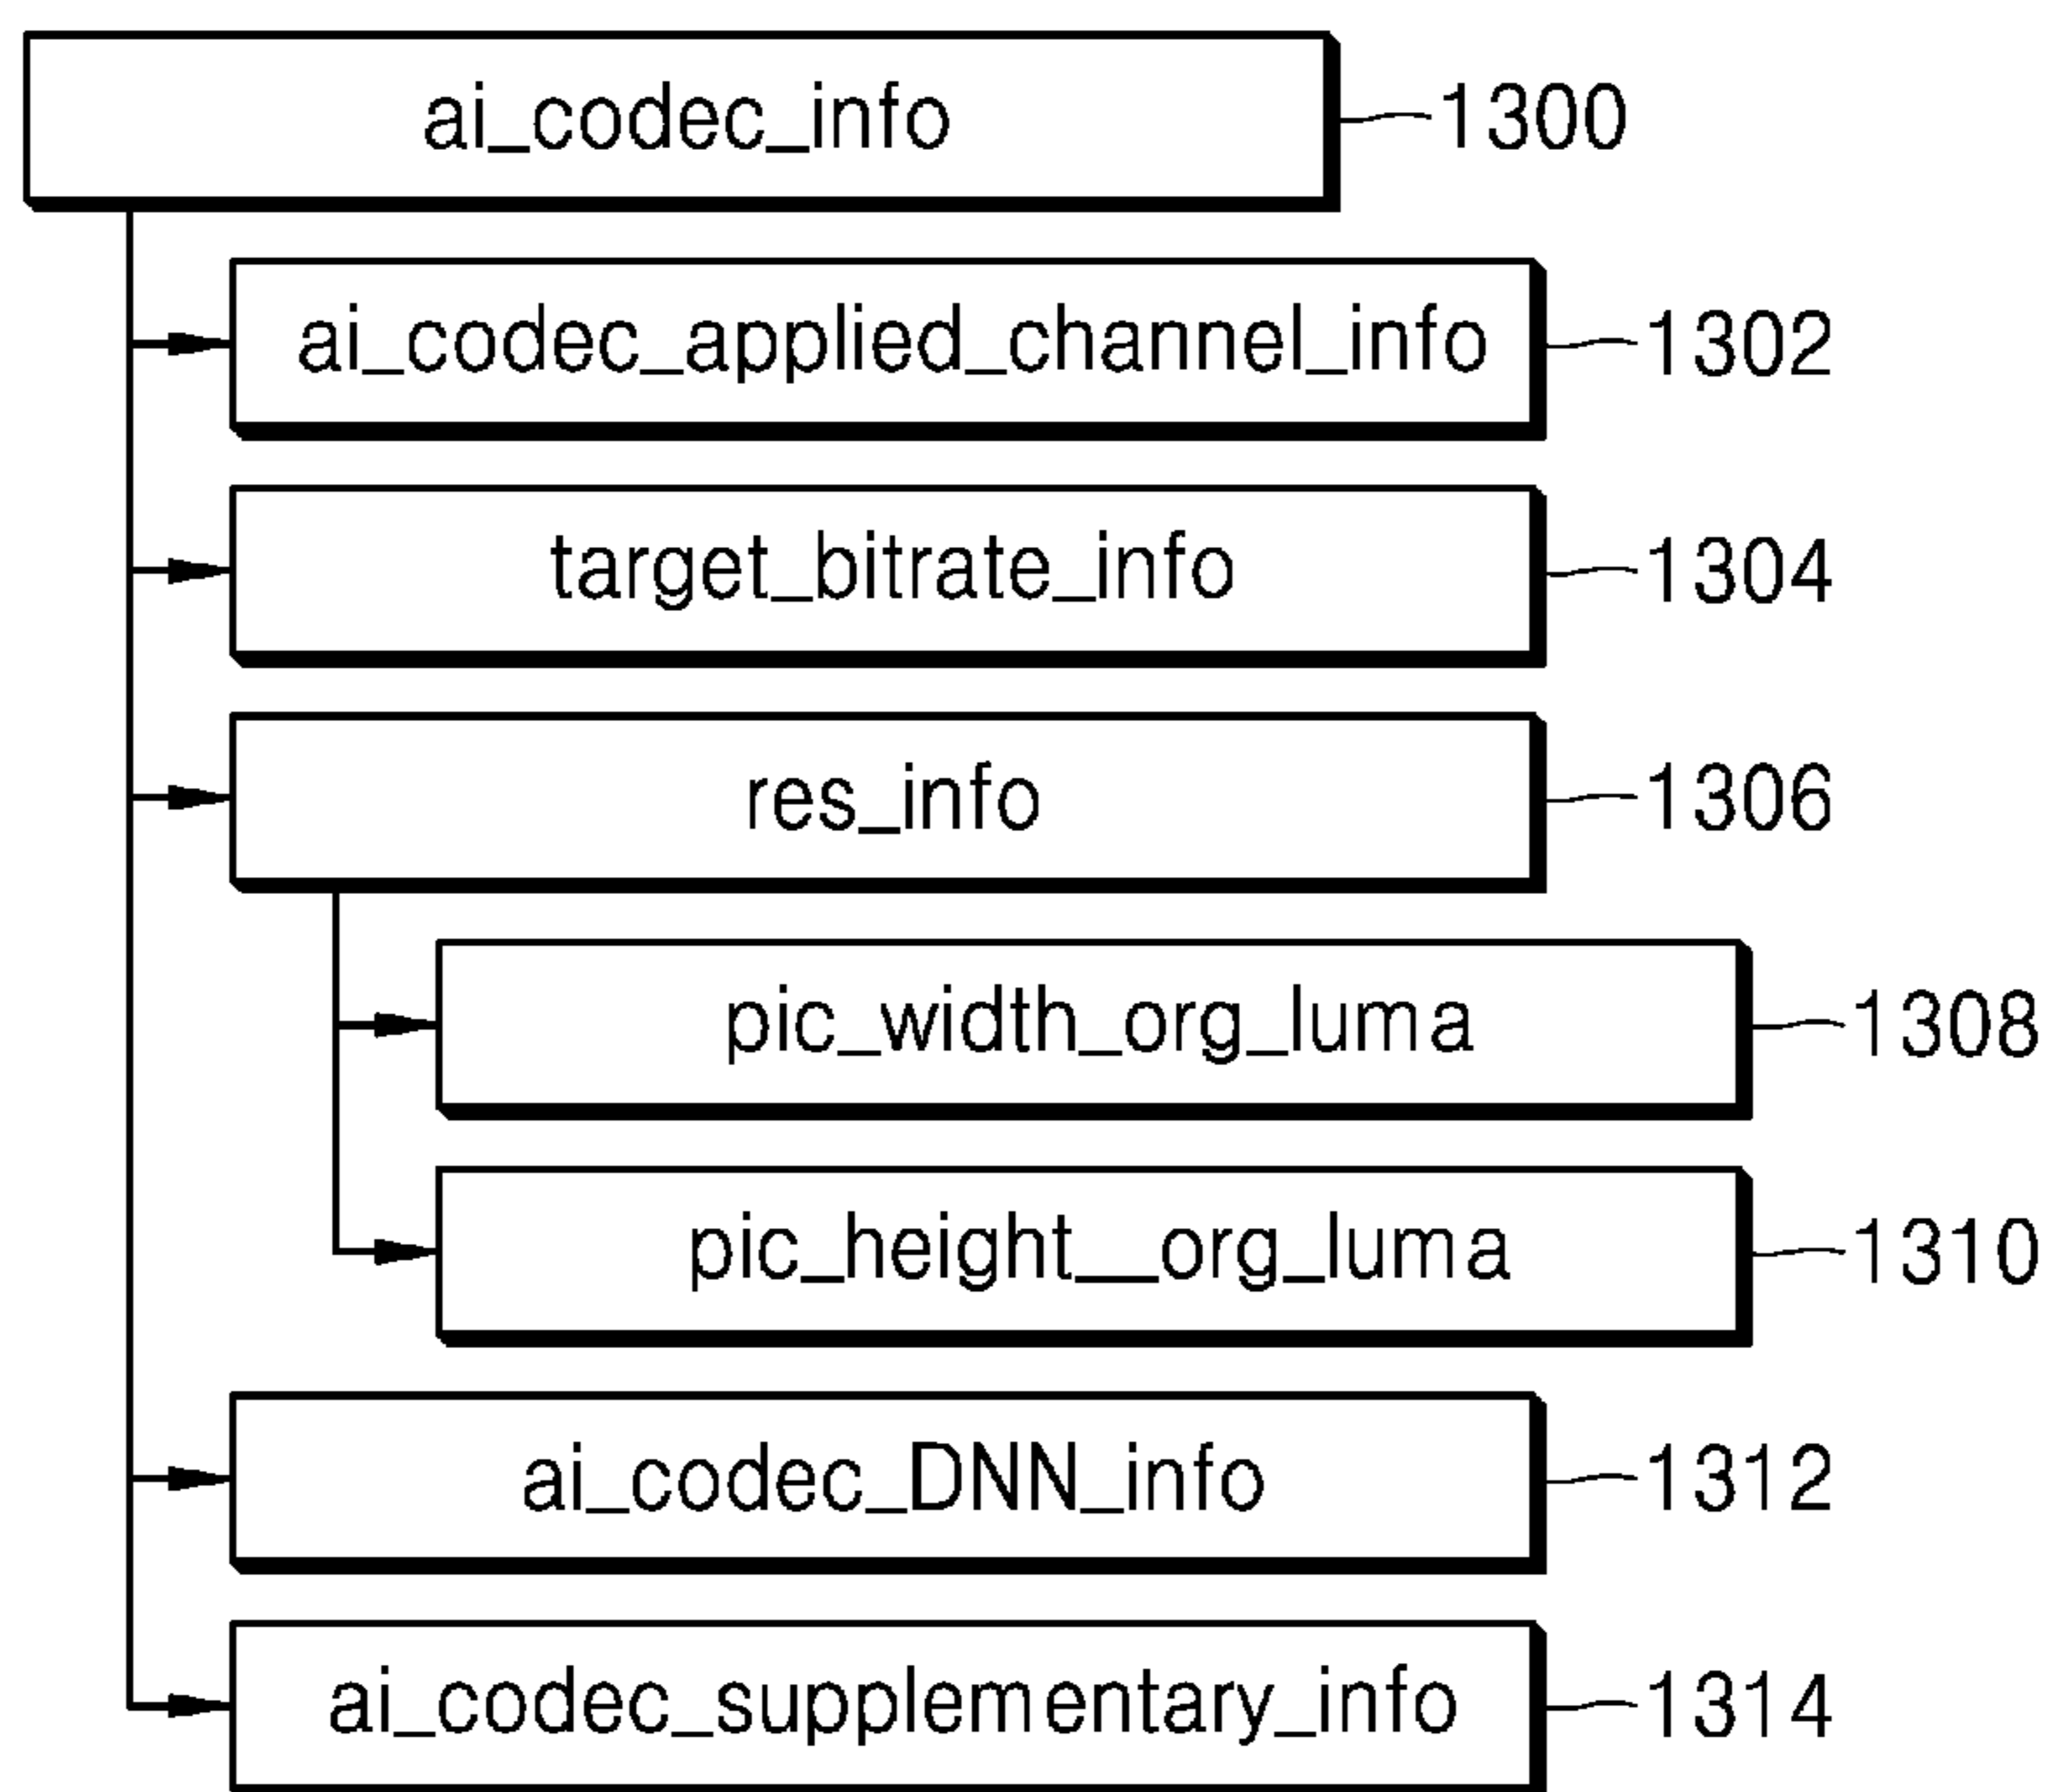 ai_codec_info 1300
ai_codec_applied_channel_info 1302
target_bitrate_info 1304
res_info 1306
pic_width_org_luma 1308
pic_height__org_luma 1310
ai_codec_DNN_info 1312
ai_codec_supplementary_info 1314